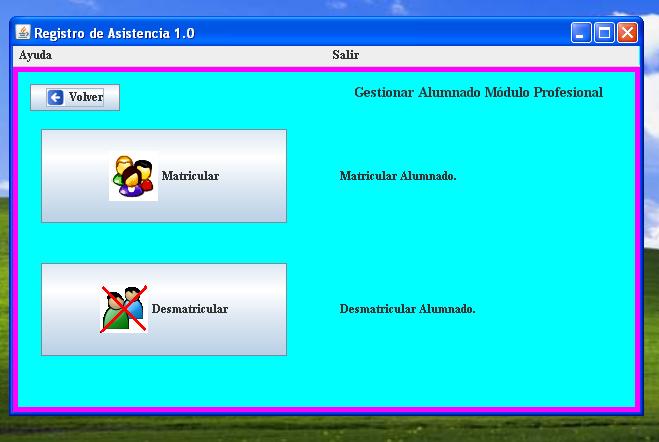 Registro de Asistencia 1.0
Ayuda Salir
Volver
Gestionar Alumnado Módulo Profesional
Matricular
Matricular Alumnado.
Desmatricular
Desmatricular Alumnado.